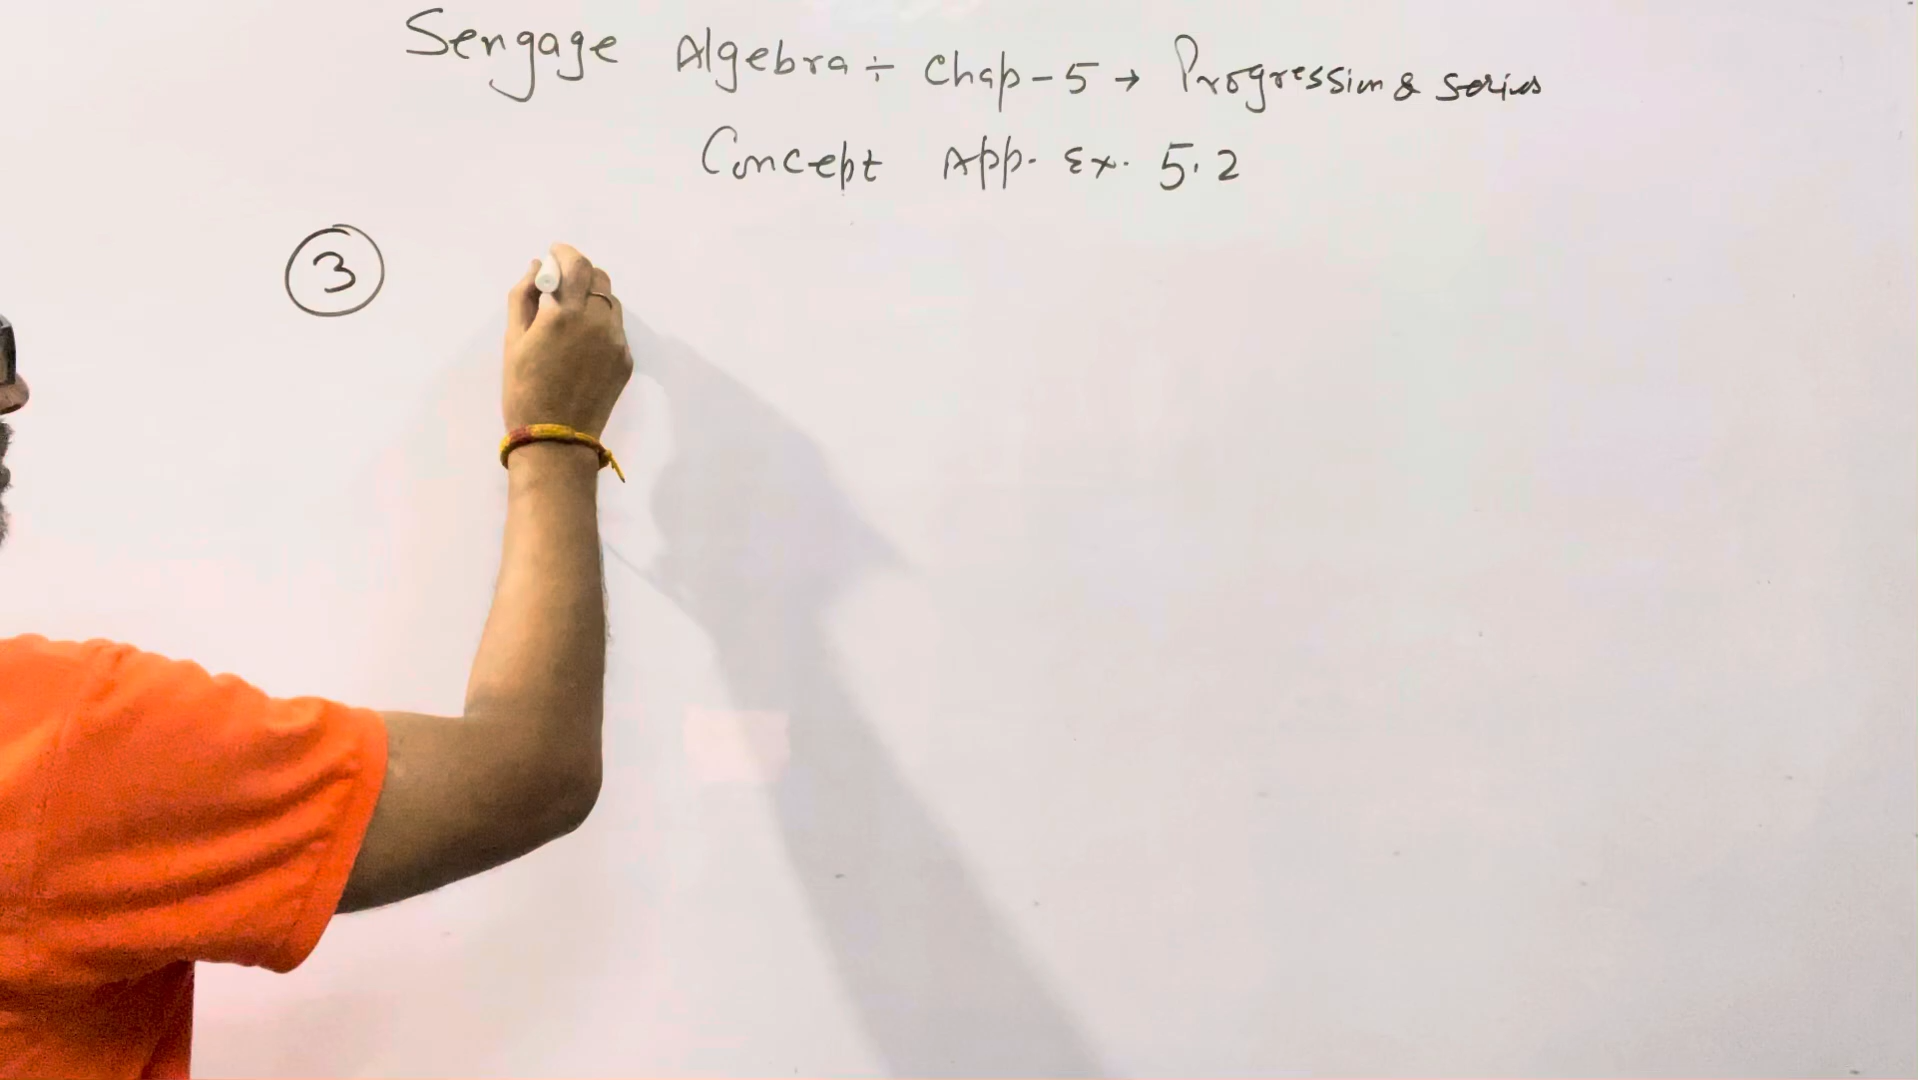 Sengage Algebra ÷ Chap-5 → Progression & series
Concept App. Ex. 5.2
3